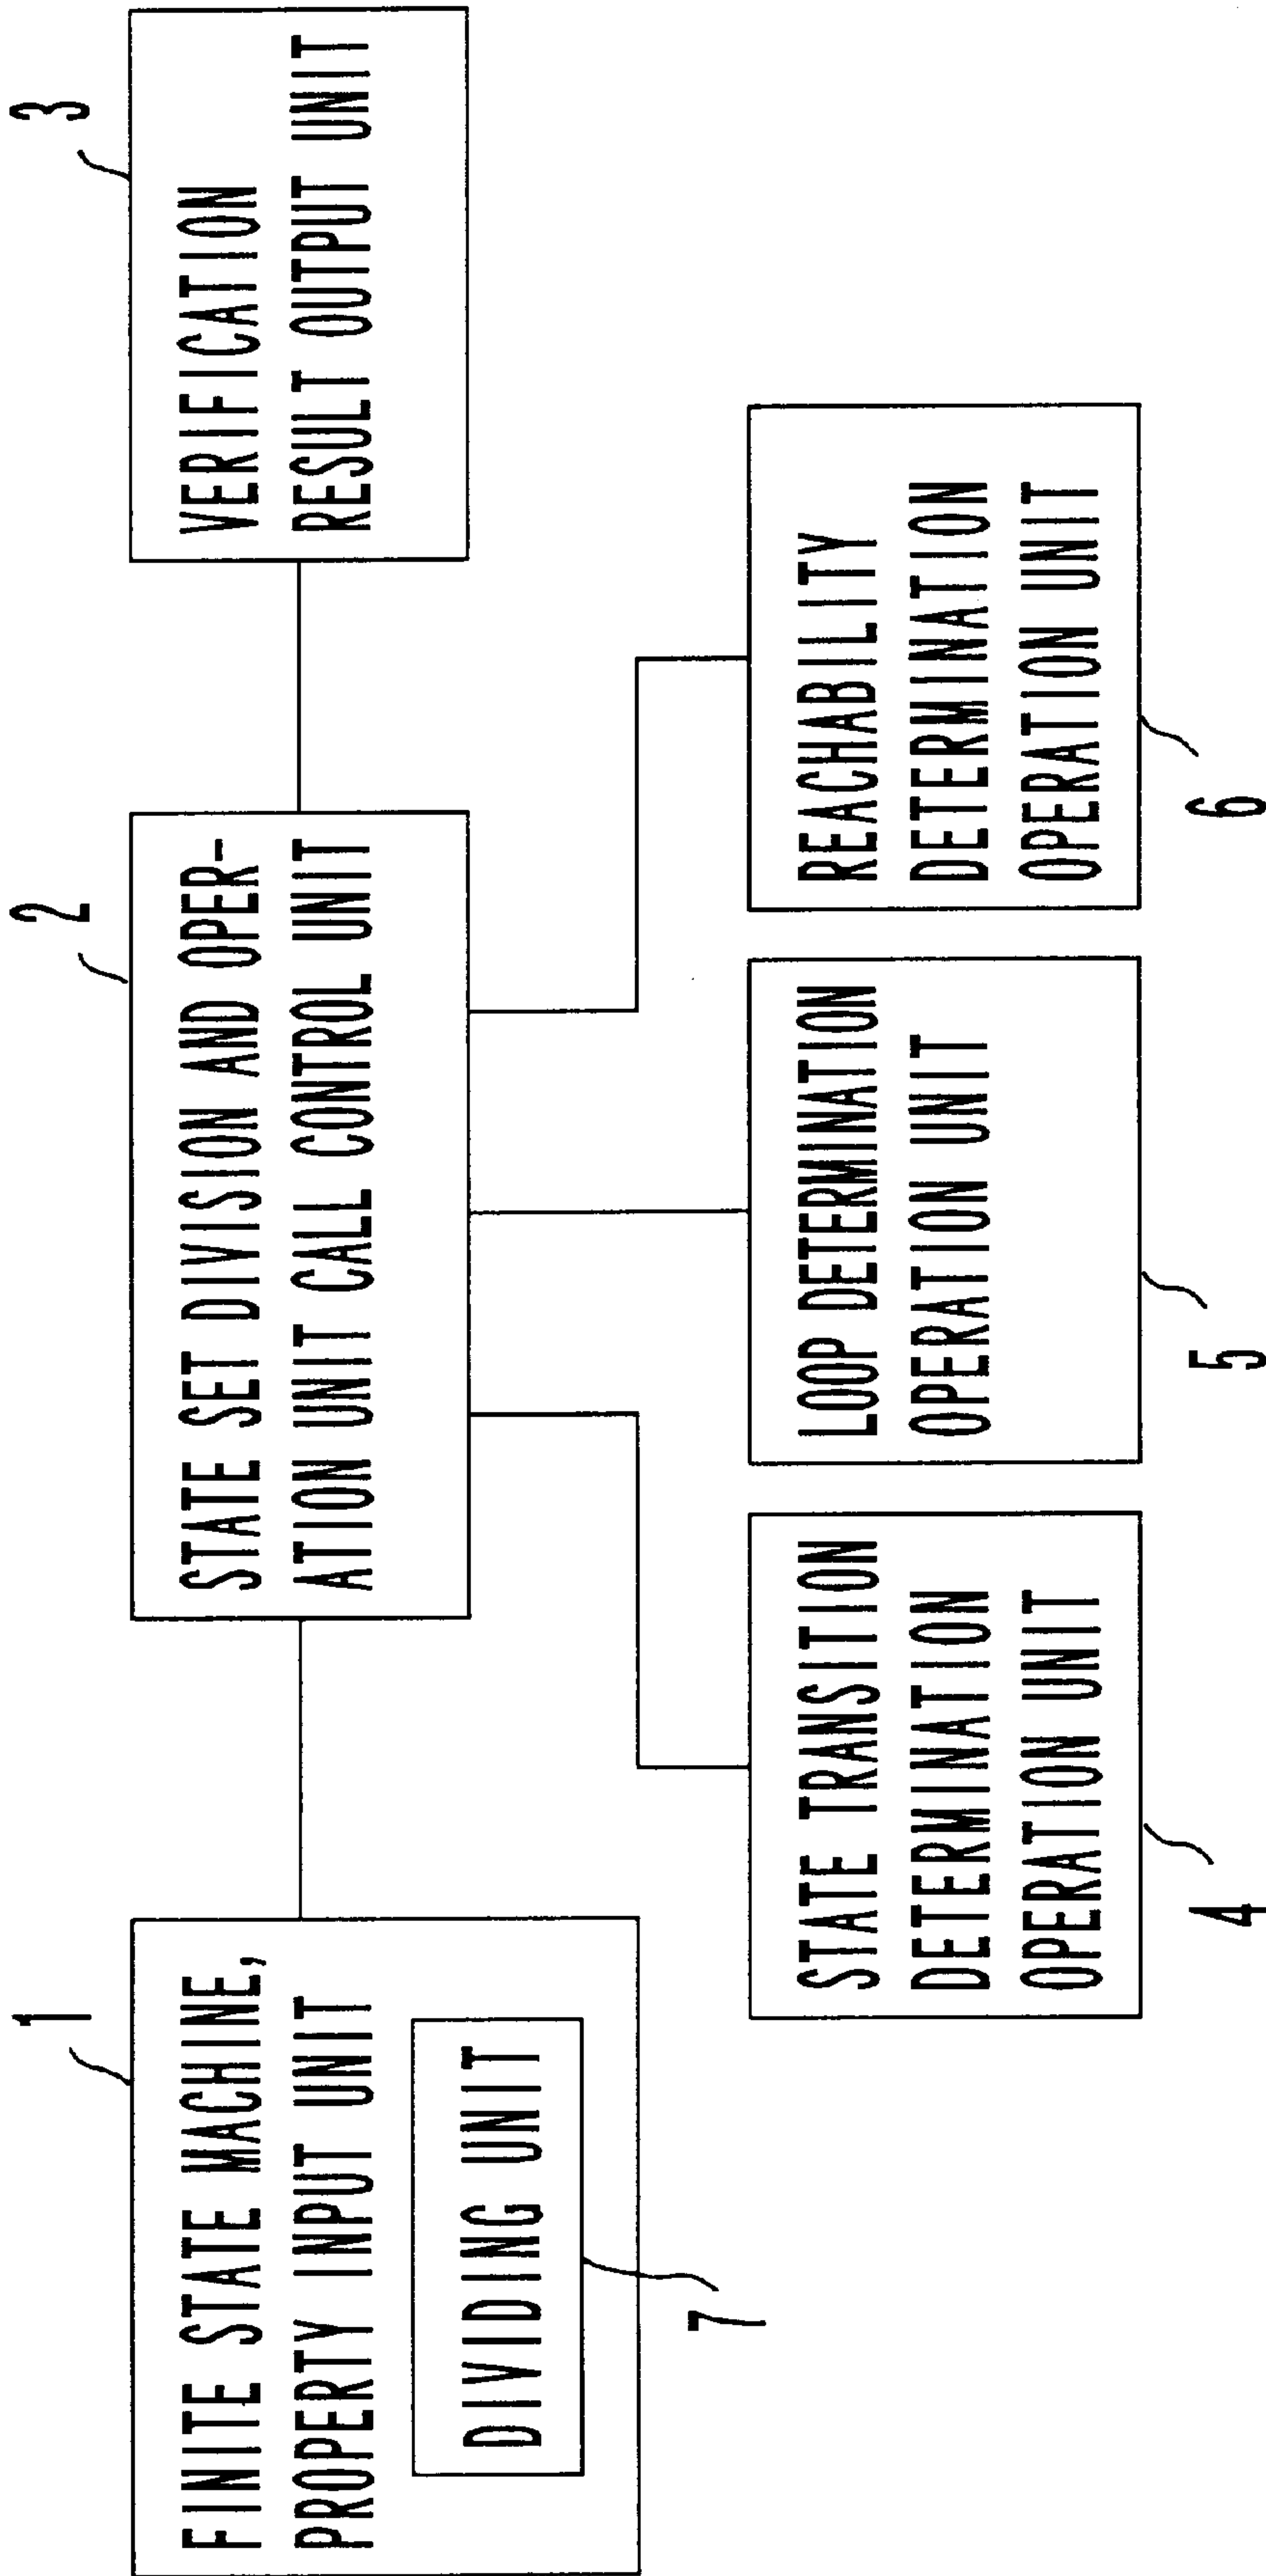 1
FINITE STATE MACHINE,
PROPERTY INPUT UNIT
DIVIDING UNIT
7
2
STATE SET DIVISION AND OPER-
ATION UNIT CALL CONTROL UNIT
3
VERIFICATION
RESULT OUTPUT UNIT
STATE TRANSITION
DETERMINATION
OPERATION UNIT
4
LOOP DETERMINATION
OPERATION UNIT
5
REACHABILITY
DETERMINATION
OPERATION UNIT
6